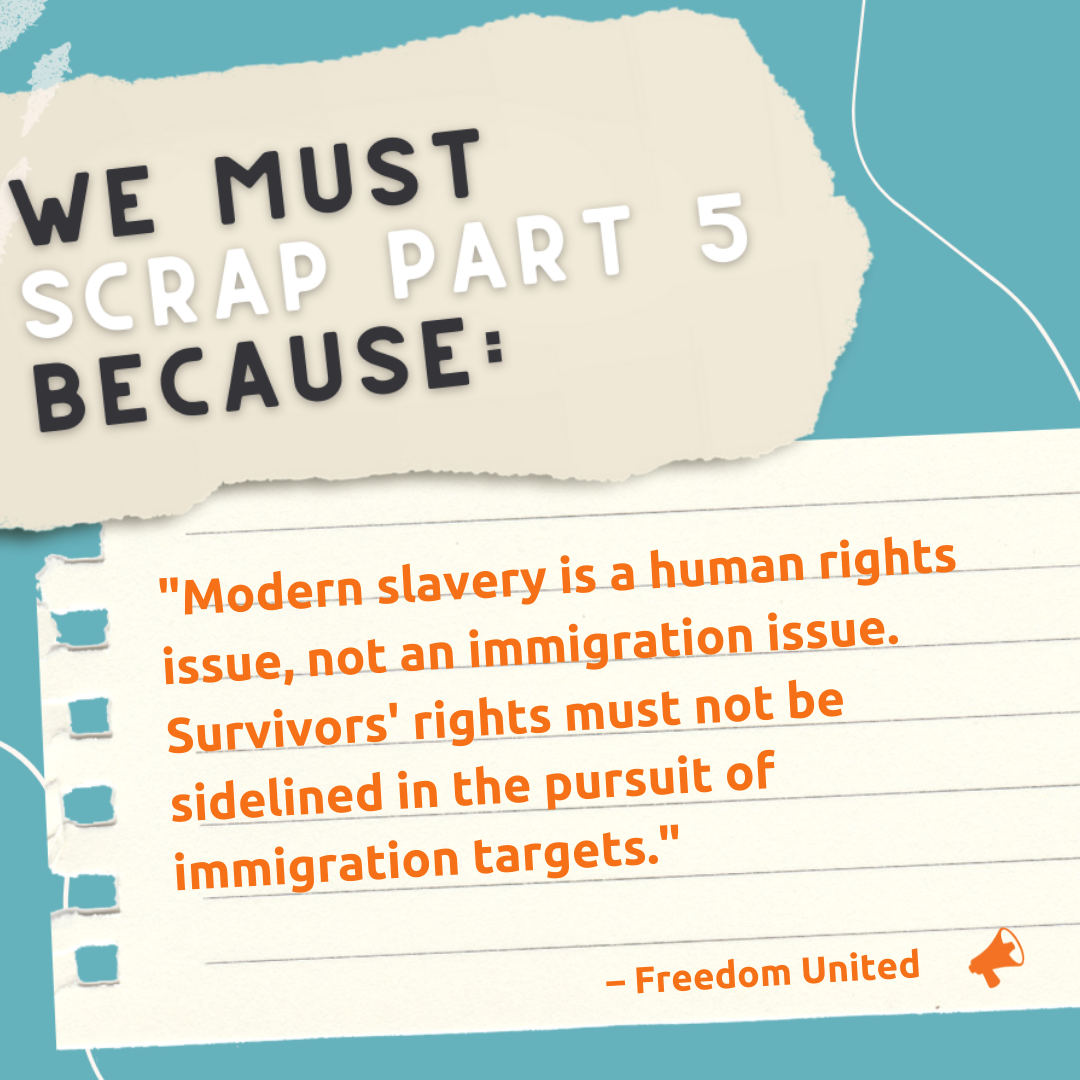 WE MUST
SCRAP PART 5
BECAUSE:
"Modern slavery is a human rights
issue, not an immigration issue.
Survivors' rights must not be
sidelined in the pursuit of
immigration targets."
– Freedom United